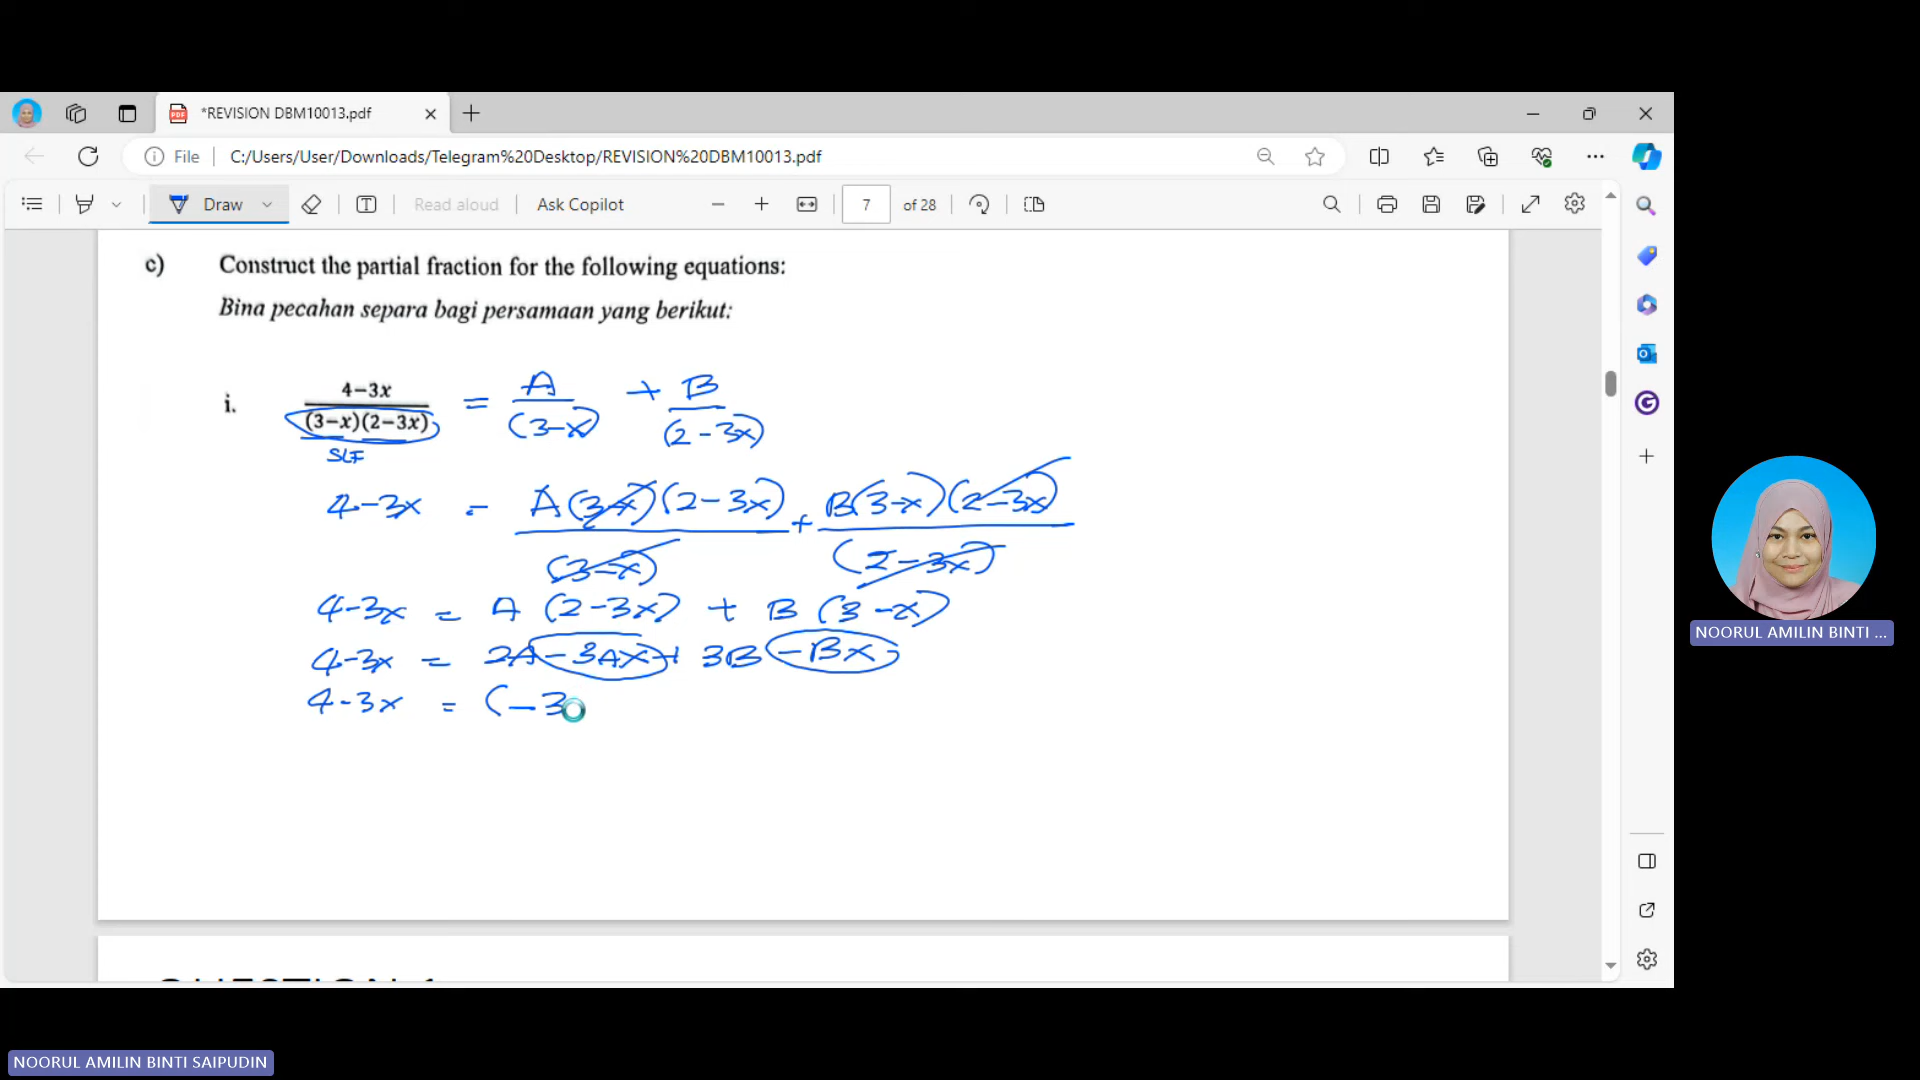 *REVISION DBM10013.pdf
File C:/Users/User/Downloads/Telegram%20Desktop/REVISION%20DBM10013.pdf
Draw Read aloud Ask Copilot 7 of 28
c) Construct the partial fraction for the following equations:
Bina pecahan separa bagi persamaan yang berikut:
i. 4−3x / (3−x)(2−3x) = A / (3−x) + B / (2−3x)
SLF
4−3x = A(3−x)(2−3x) / (3−x) + B(3−x)(2−3x) / (2−3x)
4−3x = A (2−3x) + B (3−x)
4−3x = 2A−3Ax+ 3B −Bx
4−3x = (−3
NOORUL AMILIN BINTI ...
NOORUL AMILIN BINTI SAIPUDIN